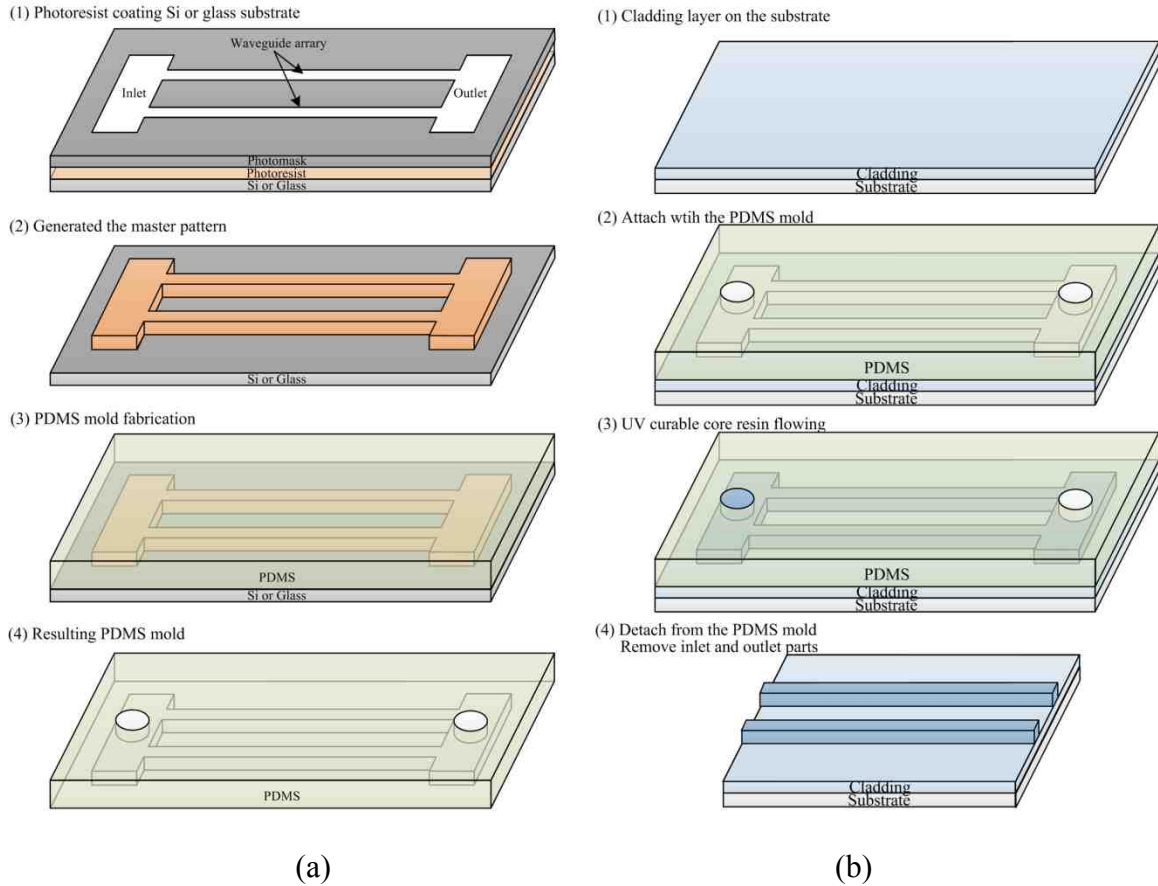 (1) Photoresist coating Si or glass substrate
Waveguide arrary
Inlet
Outlet
Photomask
Photoresist
Si or Glass
(2) Generated the master pattern
Si or Glass
(3) PDMS mold fabrication
PDMS
Si or Glass
(4) Resulting PDMS mold
PDMS
(a)
(1) Cladding layer on the substrate
Cladding
Substrate
(2) Attach wtih the PDMS mold
PDMS
Cladding
Substrate
(3) UV curable core resin flowing
PDMS
Cladding
Substrate
(4) Detach from the PDMS mold
Remove inlet and outlet parts
Cladding
Substrate
(b)